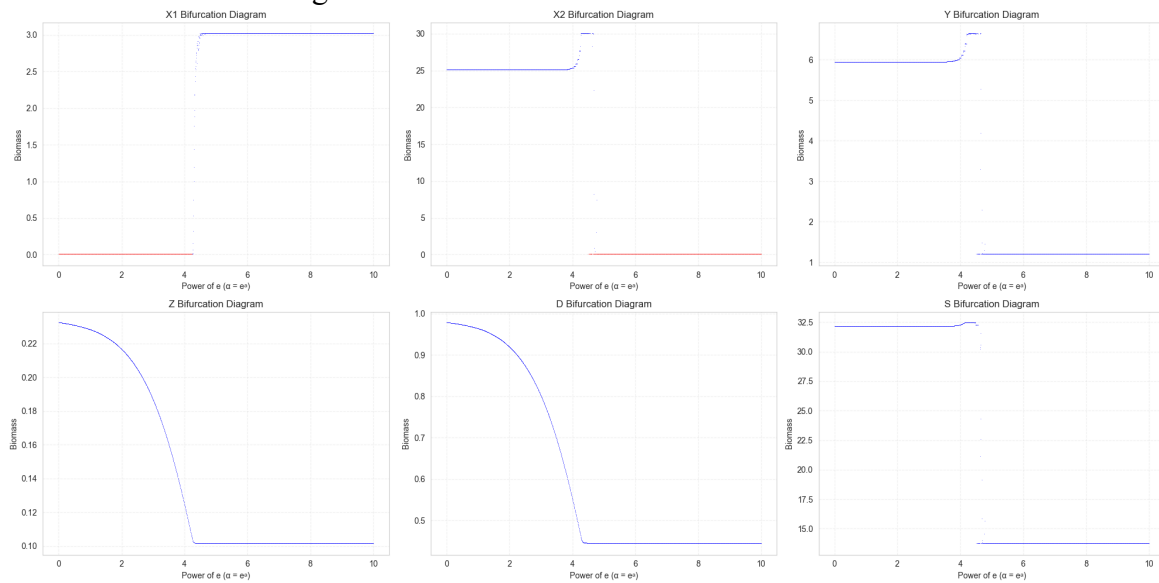 X1 Bifurcation Diagram
X2 Bifurcation Diagram
Y Bifurcation Diagram
Biomass
3.0
2.5
2.0
1.5
1.0
0.5
0.0
0 2 4 6 8 10
Power of e (α = eᵃ)
Biomass
30
25
20
15
10
5
0
0 2 4 6 8 10
Power of e (α = eᵃ)
Biomass
6
5
4
3
2
1
0 2 4 6 8 10
Power of e (α = eᵃ)
Z Bifurcation Diagram
D Bifurcation Diagram
S Bifurcation Diagram
Biomass
0.22
0.20
0.18
0.16
0.14
0.12
0.10
0 2 4 6 8 10
Power of e (α = eᵃ)
Biomass
1.0
0.9
0.8
0.7
0.6
0.5
0 2 4 6 8 10
Power of e (α = eᵃ)
Biomass
32.5
30.0
27.5
25.0
22.5
20.0
17.5
15.0
0 2 4 6 8 10
Power of e (α = eᵃ)